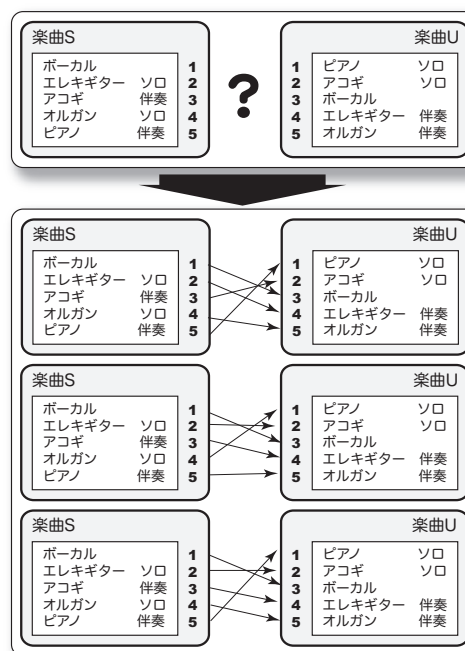 楽曲S
ボーカル 1
エレキギター ソロ 2
アコギ 伴奏 3
オルガン ソロ 4
ピアノ 伴奏 5
?
楽曲U
1 ピアノ ソロ
2 アコギ ソロ
3 ボーカル
4 エレキギター 伴奏
5 オルガン 伴奏
楽曲S
ボーカル 1
エレキギター ソロ 2
アコギ 伴奏 3
オルガン ソロ 4
ピアノ 伴奏 5
楽曲U
1 ピアノ ソロ
2 アコギ ソロ
3 ボーカル
4 エレキギター 伴奏
5 オルガン 伴奏
楽曲S
ボーカル 1
エレキギター ソロ 2
アコギ 伴奏 3
オルガン ソロ 4
ピアノ 伴奏 5
楽曲U
1 ピアノ ソロ
2 アコギ ソロ
3 ボーカル
4 エレキギター 伴奏
5 オルガン 伴奏
楽曲S
ボーカル 1
エレキギター ソロ 2
アコギ 伴奏 3
オルガン ソロ 4
ピアノ 伴奏 5
楽曲U
1 ピアノ ソロ
2 アコギ ソロ
3 ボーカル
4 エレキギター 伴奏
5 オルガン 伴奏